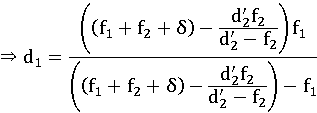 ⇒ d₁ = ((f₁ + f₂ + δ) − d₂′f₂/(d₂′ − f₂))f₁ / ((f₁ + f₂ + δ) − d₂′f₂/(d₂′ − f₂)) − f₁